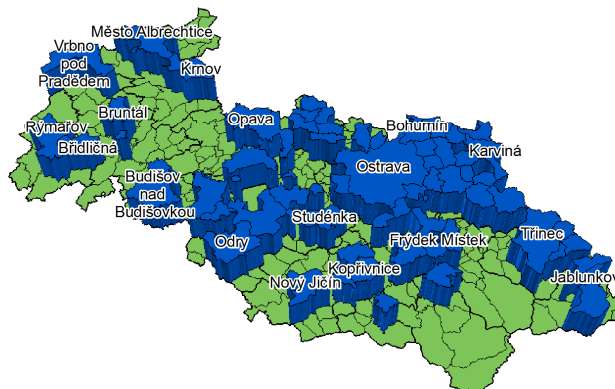 Město Albrechtice
Vrbno
pod
Pradědem
Krnov
Bruntál
Opava
Rýmařov
Břidličná
Bohumín
Karviná
Ostrava
Budišov
nad
Budišovkou
Studénka
Odry
Frýdek Místek
Třinec
Kopřivnice
Nový Jičín
Jablunkov